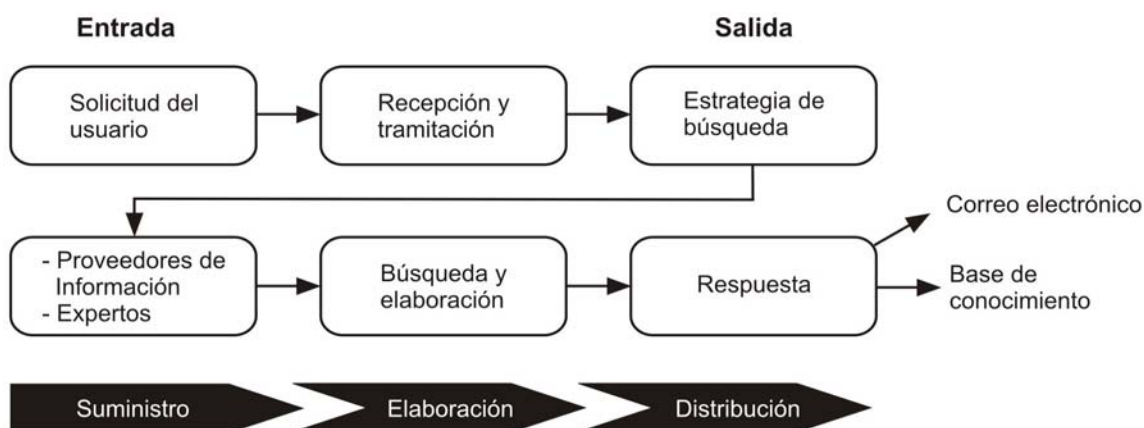 Entrada
Salida
Solicitud del
usuario
Recepción y
tramitación
Estrategia de
búsqueda
- Proveedores de
Información
- Expertos
Búsqueda y
elaboración
Respuesta
Correo electrónico
Base de
conocimiento
Suministro
Elaboración
Distribución